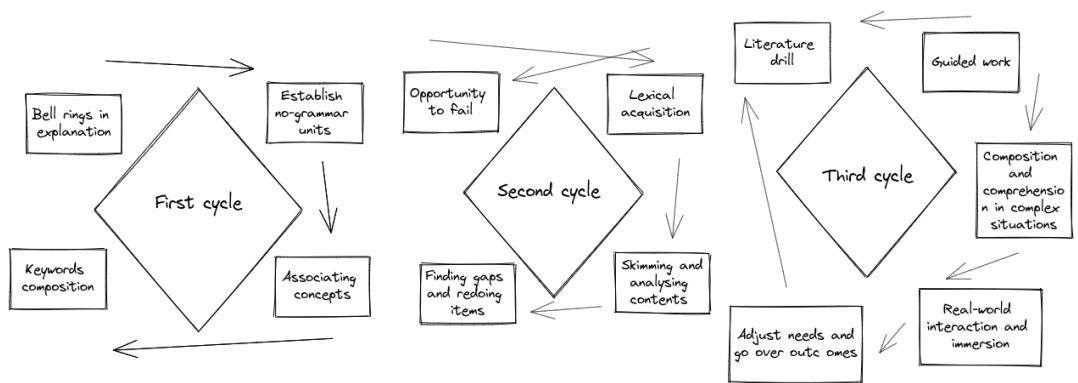 Bell rings in
explanation
Establish
no-grammar
units
First cycle
Keywords
composition
Associating
concepts
Opportunity
to fail
Lexical
acquisition
Second cycle
Finding gaps
and redoing
items
Skimming and
analysing
contents
Literature
drill
Guided work
Third cycle
Composition
and
comprehensio
n in complex
situations
Real-world
interaction and
immersion
Adjust needs and
go over outc omes